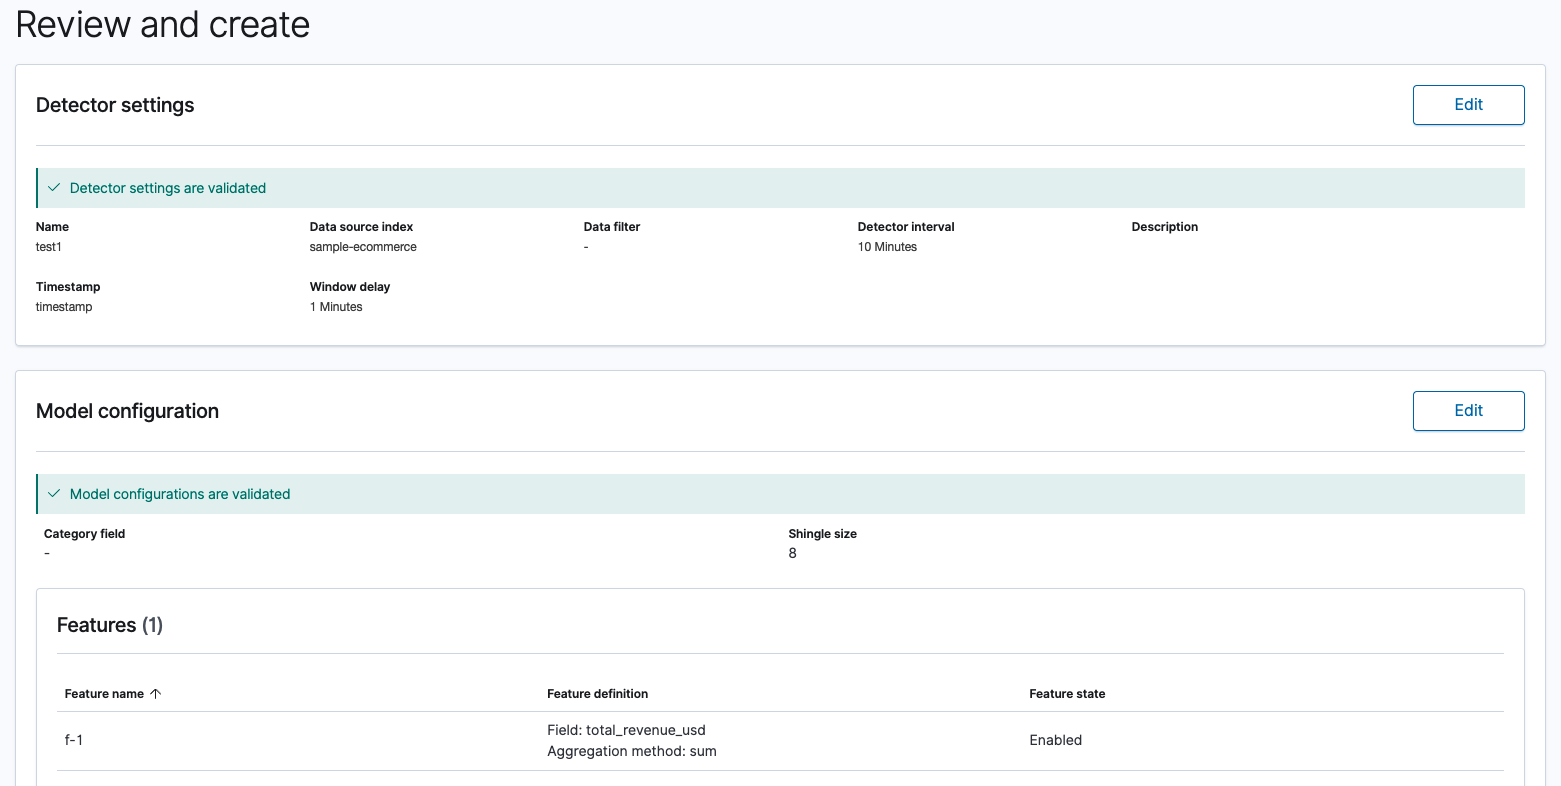 Review and create
Detector settings
Edit
Detector settings are validated
Name
Data source index
Data filter
Detector interval
Description
test1
sample-ecommerce
-
10 Minutes
Timestamp
Window delay
timestamp
1 Minutes
Model configuration
Edit
Model configurations are validated
Category field
Shingle size
-
8
Features (1)
Feature name
Feature definition
Feature state
f-1
Field: total_revenue_usd
Aggregation method: sum
Enabled